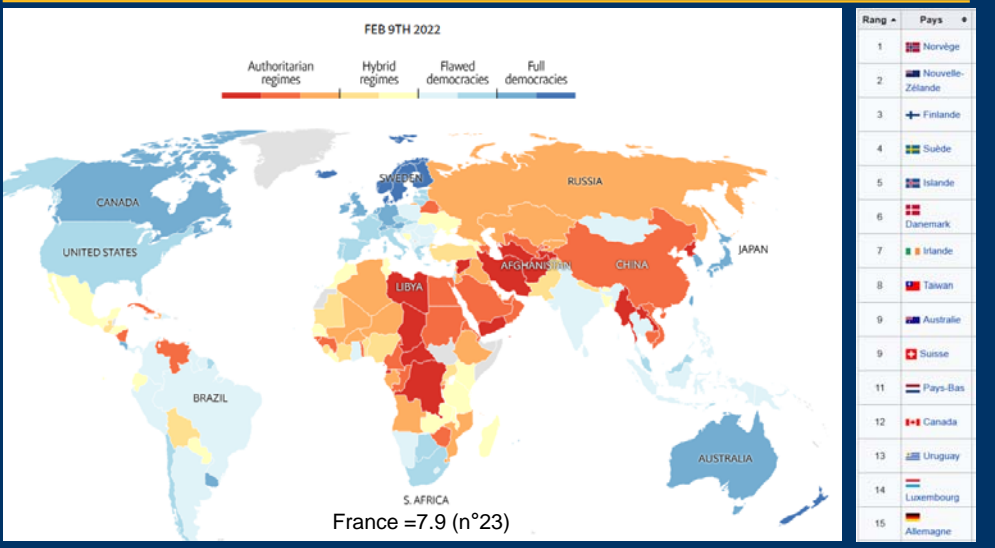 FEB 9TH 2022
Authoritarian
regimes
Hybrid
regimes
Flawed
democracies
Full
democracies
SWEDEN
RUSSIA
CANADA
UNITED STATES
JAPAN
AFGHANISTAN
CHINA
LIBYA
BRAZIL
AUSTRALIA
S. AFRICA
France =7.9 (n°23)
Rang Pays
1 Norvège
2 Nouvelle-
Zélande
3 Finlande
4 Suède
5 Islande
6
Danemark
7 Irlande
8 Taiwan
9 Australie
9 Suisse
11 Pays-Bas
12 Canada
13 Uruguay
14
Luxembourg
15
Allemagne